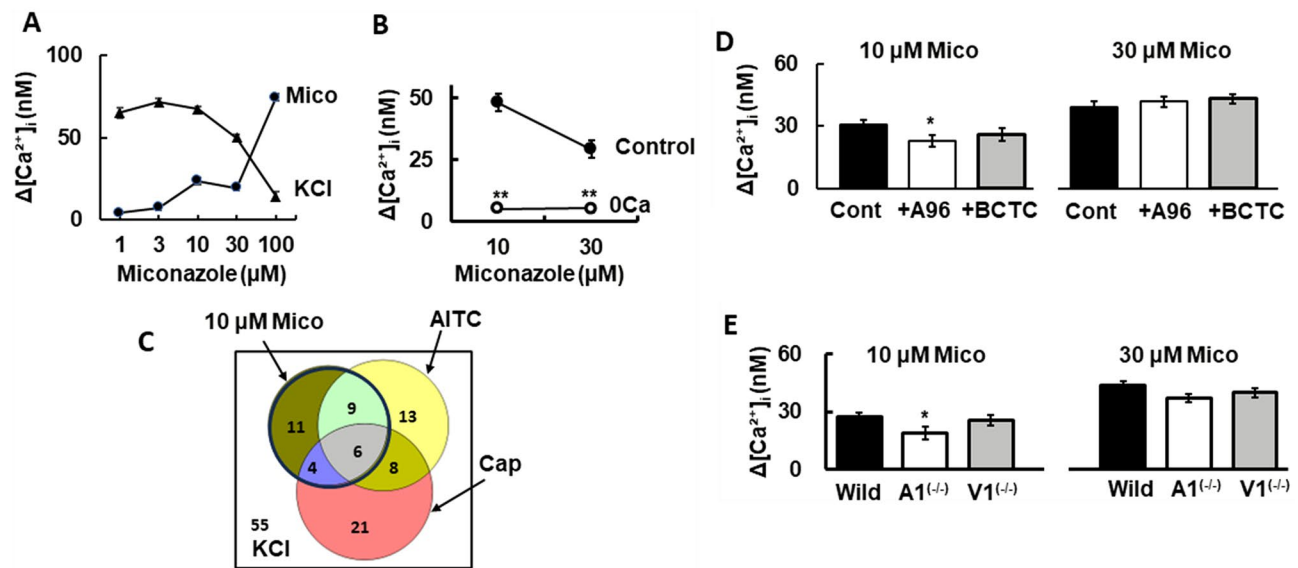 A
Δ[Ca²⁺]ᵢ (nM)
100
50
0
Mico
KCl
1 3 10 30 100
Miconazole (μM)
B
Δ[Ca²⁺]ᵢ (nM)
50
25
0
Control
** **
0Ca
10 30
Miconazole (μM)
C
10 μM Mico
AITC
11
9
13
6
4
8
Cap
21
55
KCl
D
10 μM Mico
30 μM Mico
Δ[Ca²⁺]ᵢ (nM)
60
30
0
*
Cont +A96 +BCTC
Cont +A96 +BCTC
E
10 μM Mico
30 μM Mico
Δ[Ca²⁺]ᵢ (nM)
60
30
0
*
Wild A1⁽⁻/⁻⁾ V1⁽⁻/⁻⁾
Wild A1⁽⁻/⁻⁾ V1⁽⁻/⁻⁾